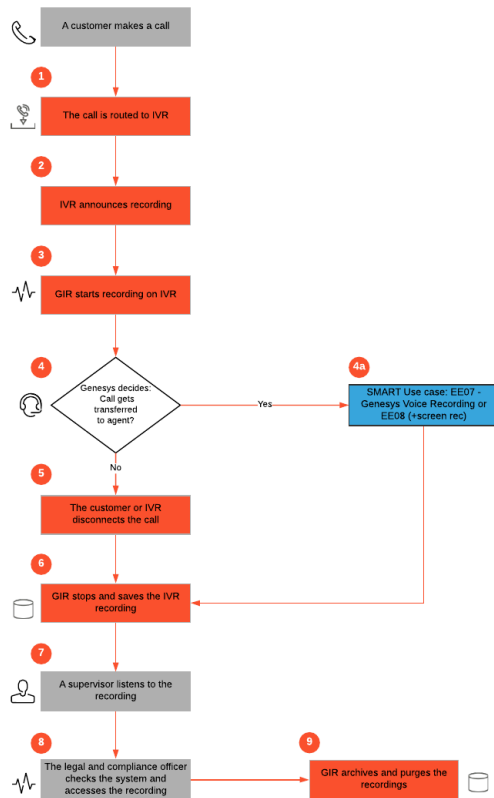 A customer makes a call
1
The call is routed to IVR
2
IVR announces recording
3
GIR starts recording on IVR
4
Genesys decides:
Call gets
transferred
to agent?
Yes
4a
SMART Use case: EE07 -
Genesys Voice Recording or
EE08 (+screen rec)
No
5
The customer or IVR
disconnects the call
6
GIR stops and saves the IVR
recording
7
A supervisor listens to the
recording
8
The legal and compliance officer
checks the system and
accesses the recording
9
GIR archives and purges the
recordings